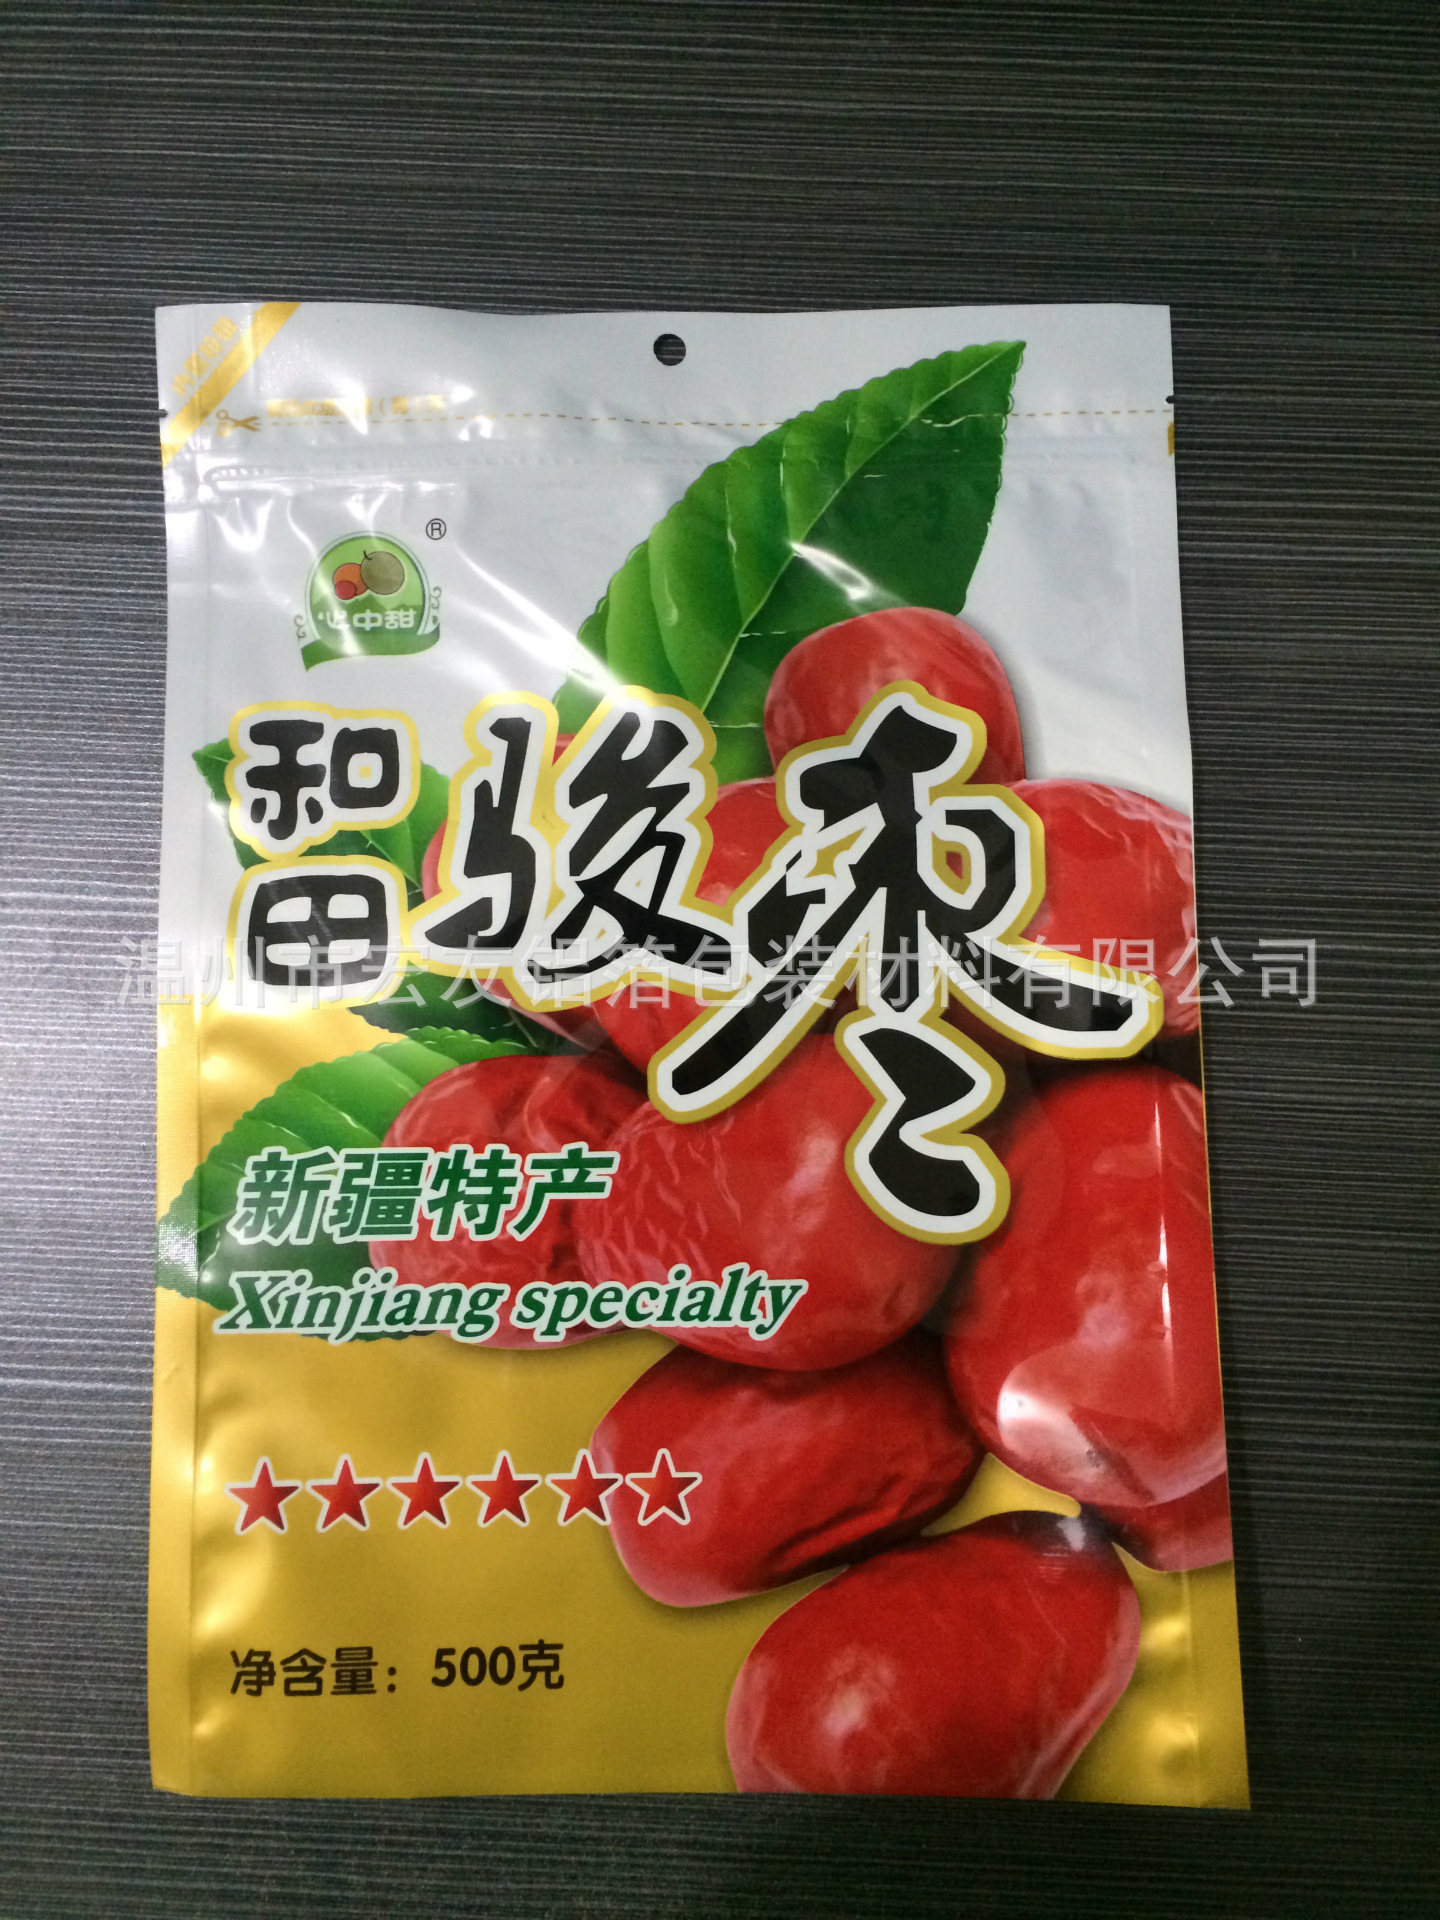 ®
心中甜
和田骏枣
温州市宏友铝箔包装材料有限公司
新疆特产
Xinjiang specialty
净含量：500克